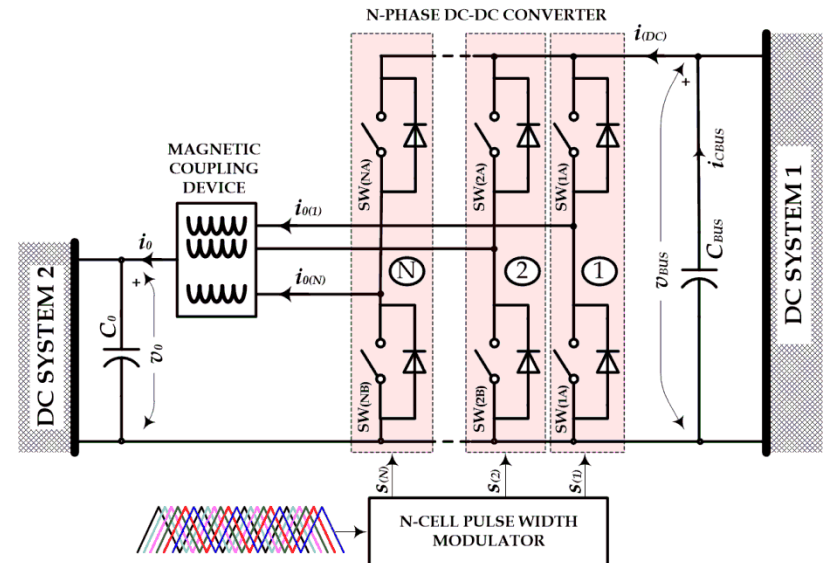 N-PHASE DC-DC CONVERTER
i(DC)
+
MAGNETIC
COUPLING
DEVICE
SW(NA)
SW(2A)
SW(1A)
iCBUS
i0(1)
i0
+
i0(N)
N
2
1
vBUS
CBUS
DC SYSTEM 1
DC SYSTEM 2
C0
v0
SW(NB)
SW(2B)
SW(1A)
s(N)
s(2)
s(1)
N-CELL PULSE WIDTH
MODULATOR